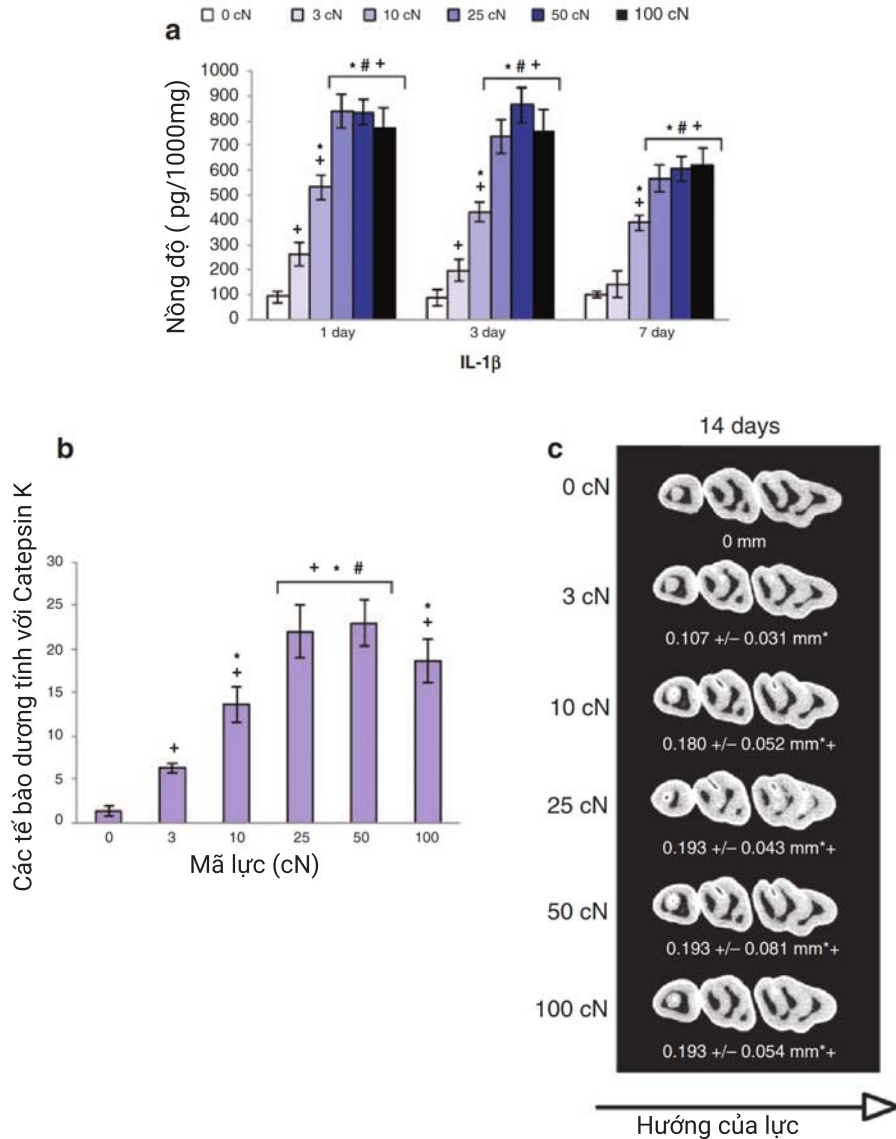 a
0 cN 3 cN 10 cN 25 cN 50 cN 100 cN
Nồng độ ( pg/1000mg)
1000
900
800
700
600
500
400
300
200
100
0
+
*
+
* # +
+
*
+
* # +
*
+
* # +
1 day 3 day 7 day
IL-1β
b
Các tế bào dương tính với Catepsin K
30
25
20
15
10
5
0
+
*
+
+ * #
*
+
0 3 10 25 50 100
Mã lực (cN)
c
14 days
0 cN
0 mm
3 cN
0.107 +/– 0.031 mm*
10 cN
0.180 +/– 0.052 mm*+
25 cN
0.193 +/– 0.043 mm*+
50 cN
0.193 +/– 0.081 mm*+
100 cN
0.193 +/– 0.054 mm*+
Hướng của lực